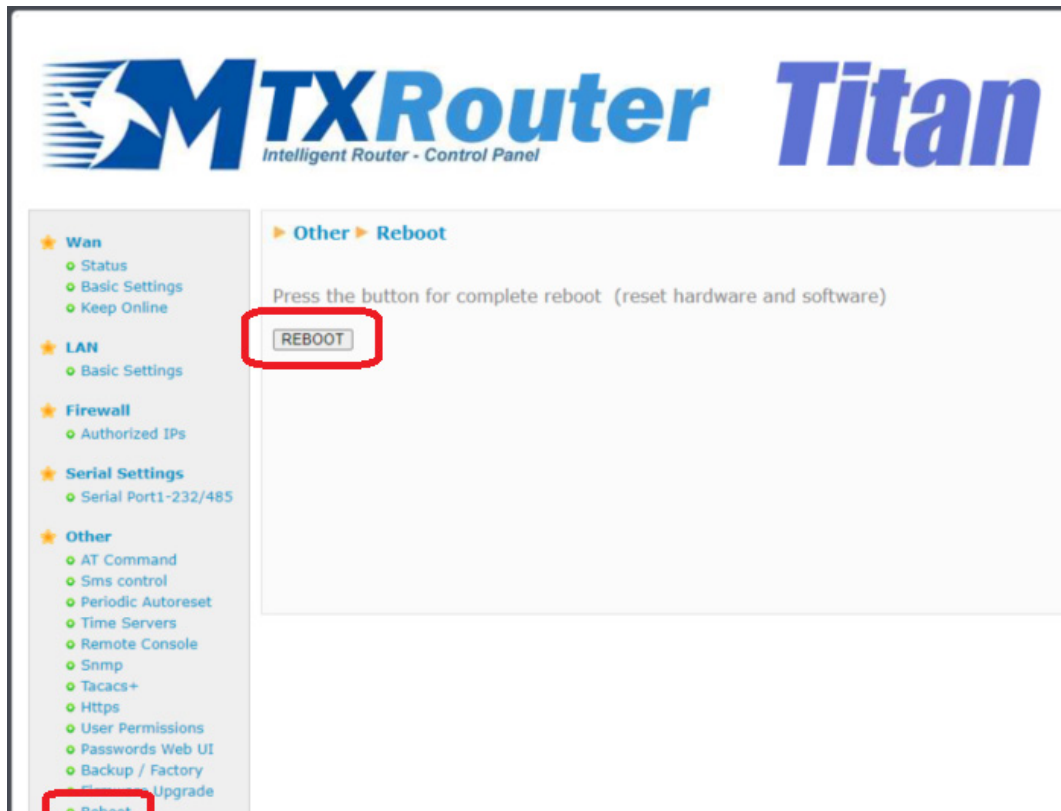 MTXRouter Titan
Intelligent Router - Control Panel
Wan
Status
Basic Settings
Keep Online
LAN
Basic Settings
Firewall
Authorized IPs
Serial Settings
Serial Port1-232/485
Other
AT Command
Sms control
Periodic Autoreset
Time Servers
Remote Console
Snmp
Tacacs+
Https
User Permissions
Passwords Web UI
Backup / Factory
Firmware Upgrade
Reboot
Other Reboot
Press the button for complete reboot (reset hardware and software)
REBOOT